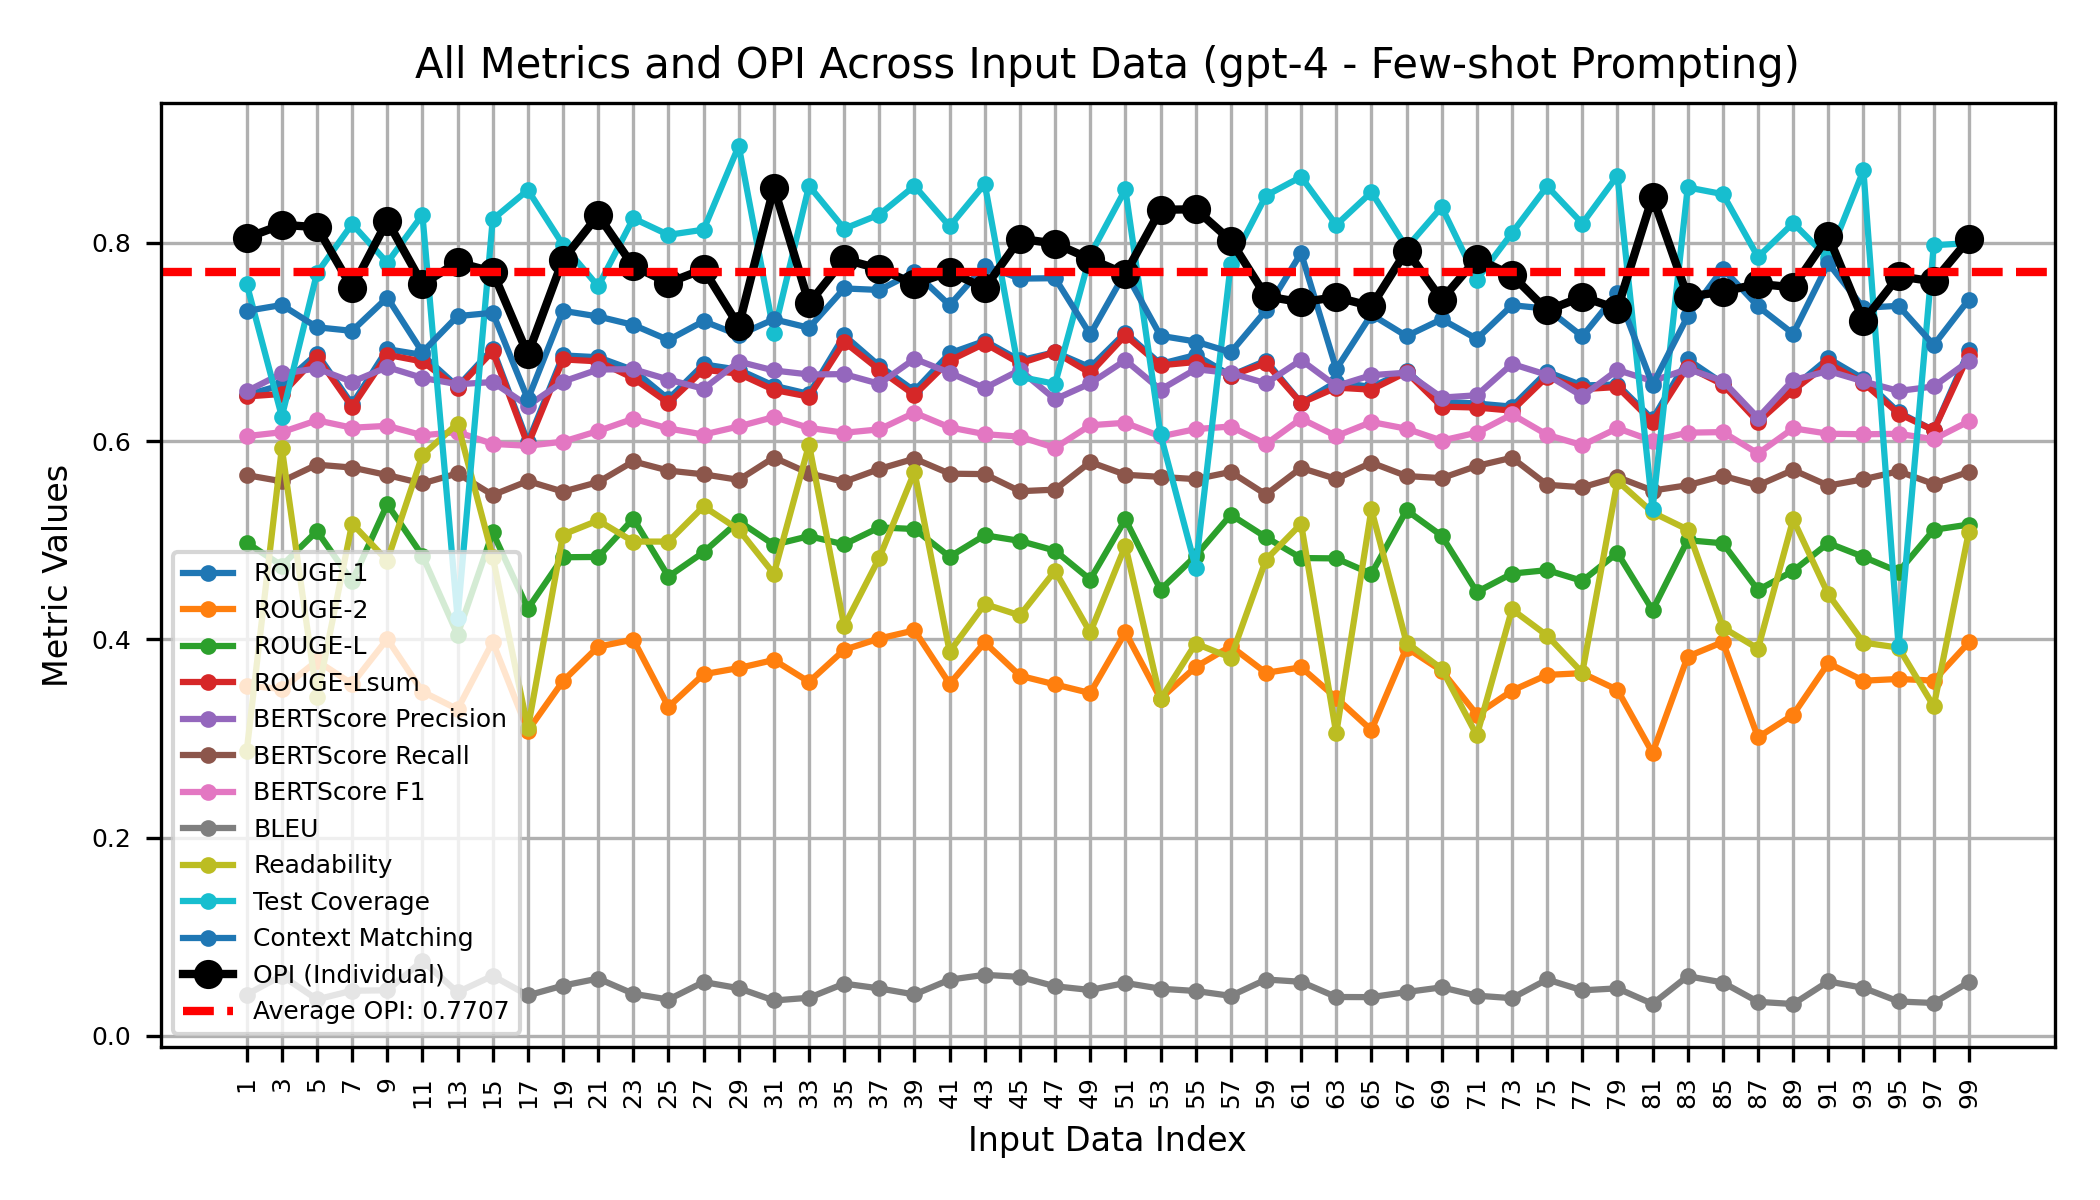 All Metrics and OPI Across Input Data (gpt-4 - Few-shot Prompting)
Metric Values
0.8
0.6
0.4
0.2
0.0
ROUGE-1
ROUGE-2
ROUGE-L
ROUGE-Lsum
BERTScore Precision
BERTScore Recall
BERTScore F1
BLEU
Readability
Test Coverage
Context Matching
OPI (Individual)
Average OPI: 0.7707
1 3 5 7 9 11 13 15 17 19 21 23 25 27 29 31 33 35 37 39 41 43 45 47 49 51 53 55 57 59 61 63 65 67 69 71 73 75 77 79 81 83 85 87 89 91 93 95 97 99
Input Data Index